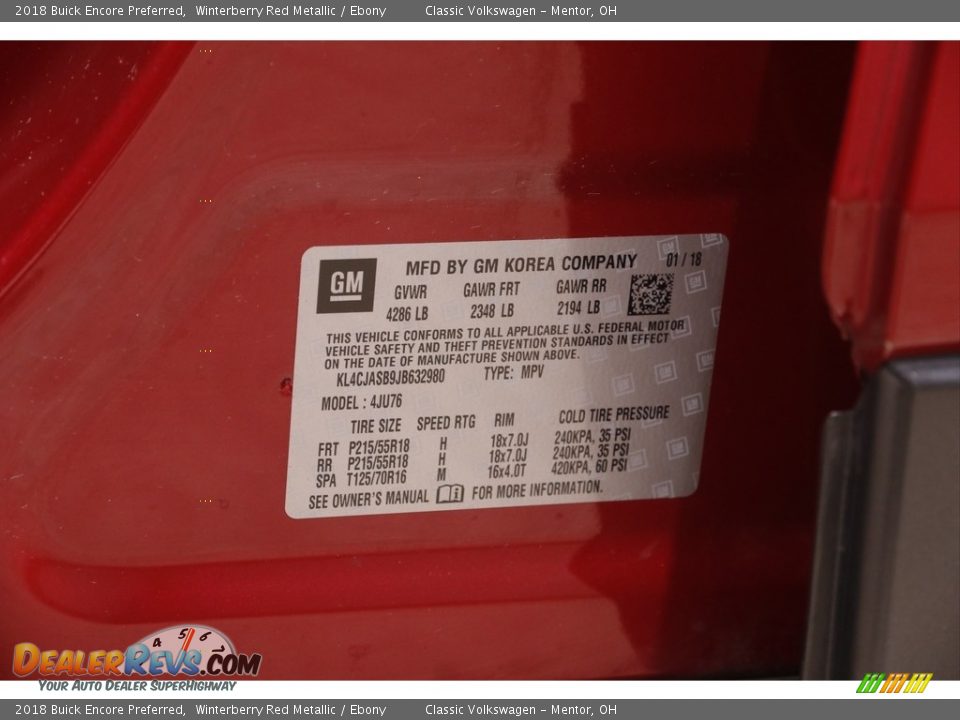 2018 Buick Encore Preferred,  Winterberry Red Metallic / Ebony    Classic Volkswagen - Mentor, OH
GM MFD BY GM KOREA COMPANY 01 / 18
GVWR GAWR FRT GAWR RR
4286 LB 2348 LB 2194 LB
THIS VEHICLE CONFORMS TO ALL APPLICABLE U.S. FEDERAL MOTOR
VEHICLE SAFETY AND THEFT PREVENTION STANDARDS IN EFFECT
ON THE DATE OF MANUFACTURE SHOWN ABOVE.
KL4CJASB9JB632980 TYPE: MPV
MODEL : 4JU76
TIRE SIZE SPEED RTG RIM COLD TIRE PRESSURE
FRT P215/55R18 H 18x7.0J 240KPA, 35 PSI
RR P215/55R18 H 18x7.0J 240KPA, 35 PSI
SPA T125/70R16 M 16x4.0T 420KPA, 60 PSI
SEE OWNER'S MANUAL FOR MORE INFORMATION.
4 5 6
DEALERREVS.COM
YOUR AUTO DEALER SUPERHIGHWAY
2018 Buick Encore Preferred,  Winterberry Red Metallic / Ebony    Classic Volkswagen - Mentor, OH